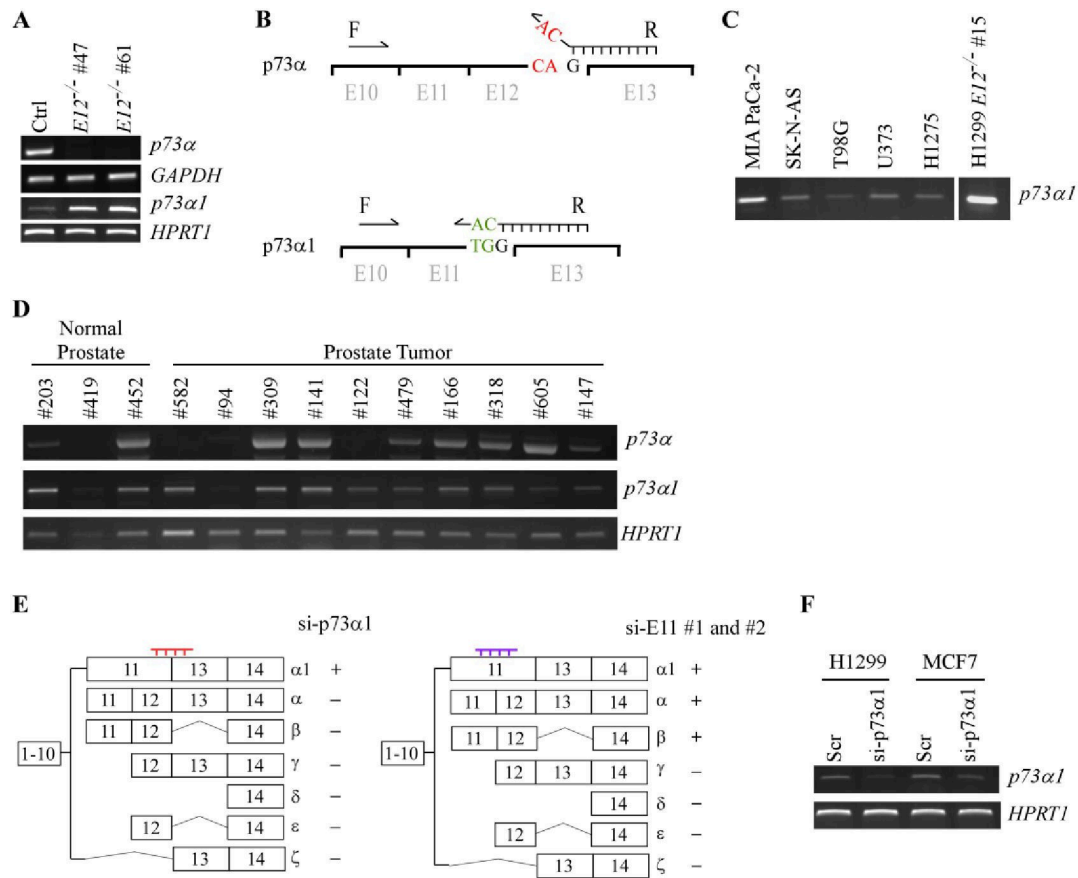 A
Ctrl
E12-/- #47
E12-/- #61
p73α
GAPDH
p73α1
HPRT1
B
F
AC
R
p73α
CA
G
E10
E11
E12
E13
F
AC
R
p73α1
TGG
E10
E11
E13
C
MIA PaCa-2
SK-N-AS
T98G
U373
H1275
H1299 E12-/- #15
p73α1
D
Normal
Prostate
Prostate Tumor
#203
#419
#452
#582
#94
#309
#141
#122
#479
#166
#318
#605
#147
p73α
p73α1
HPRT1
E
si-p73α1
1-10
11 13 14 α1 +
11 12 13 14 α −
11 12 14 β −
12 13 14 γ −
14 δ −
12 14 ε −
13 14 ζ −
si-E11 #1 and #2
1-10
11 13 14 α1 +
11 12 13 14 α +
11 12 14 β +
12 13 14 γ −
14 δ −
12 14 ε −
13 14 ζ −
F
H1299 MCF7
Scr
si-p73α1
Scr
si-p73α1
p73α1
HPRT1